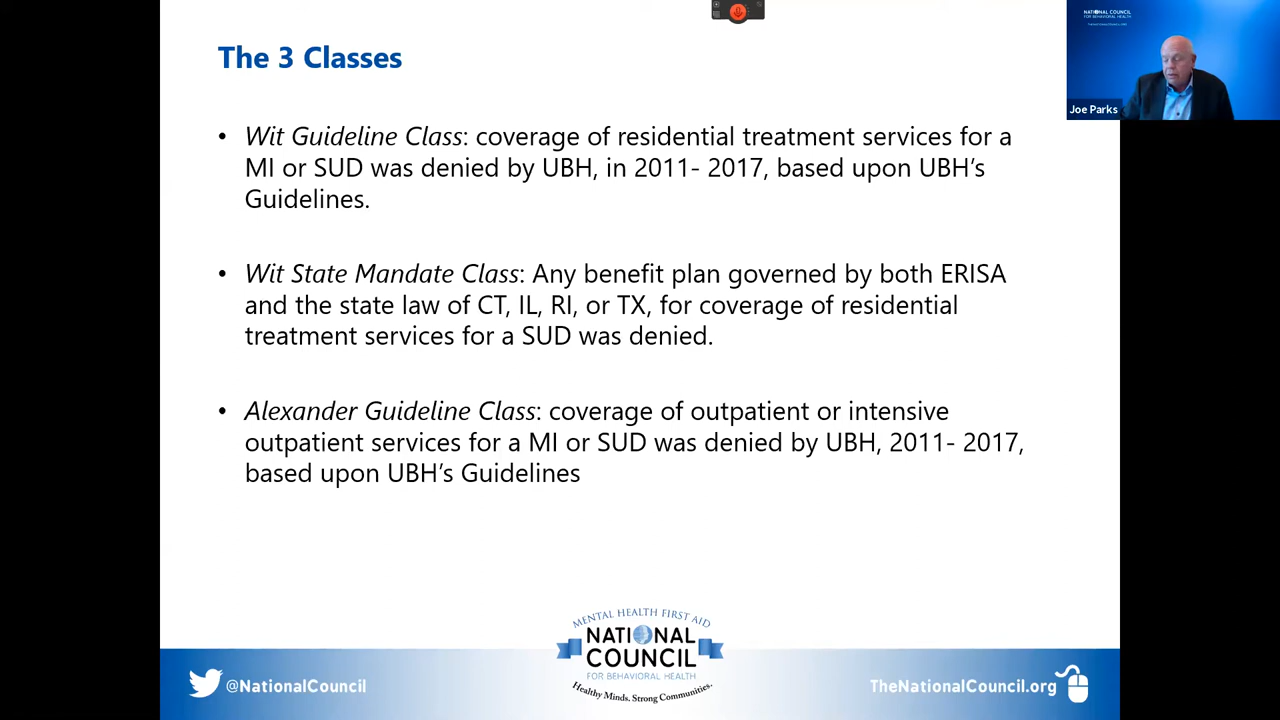 The 3 Classes
NATIONAL COUNCIL
FOR BEHAVIORAL HEALTH
Joe Parks
• Wit Guideline Class: coverage of residential treatment services for a
MI or SUD was denied by UBH, in 2011- 2017, based upon UBH’s
Guidelines.
• Wit State Mandate Class: Any benefit plan governed by both ERISA
and the state law of CT, IL, RI, or TX, for coverage of residential
treatment services for a SUD was denied.
• Alexander Guideline Class: coverage of outpatient or intensive
outpatient services for a MI or SUD was denied by UBH, 2011- 2017,
based upon UBH’s Guidelines
MENTAL HEALTH FIRST AID
NATIONAL
COUNCIL
FOR BEHAVIORAL HEALTH
Healthy Minds. Strong Communities.
@NationalCouncil
TheNationalCouncil.org